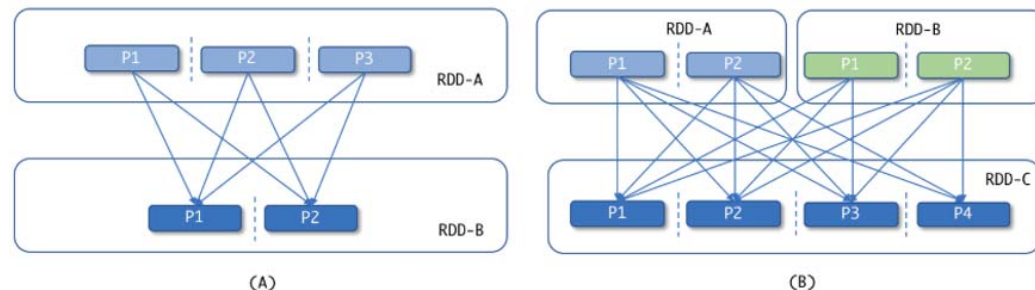 P1 P2 P3
RDD-A
P1 P2
RDD-B
(A)
RDD-A RDD-B
P1 P2 P1 P2
RDD-C
P1 P2 P3 P4
(B)